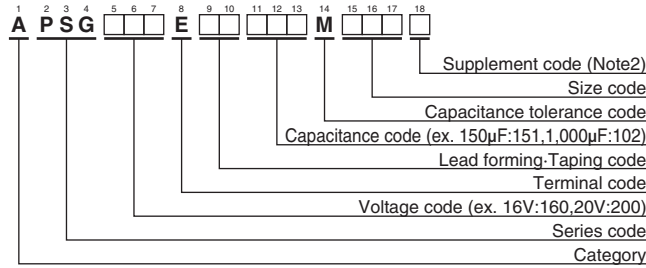 1 2 3 4 5 6 7 8 9 10 11 12 13 14 15 16 17 18
A P S G E M
Supplement code (Note2)
Size code
Capacitance tolerance code
Capacitance code (ex. 150µF:151,1,000µF:102)
Lead forming·Taping code
Terminal code
Voltage code (ex. 16V:160,20V:200)
Series code
Category